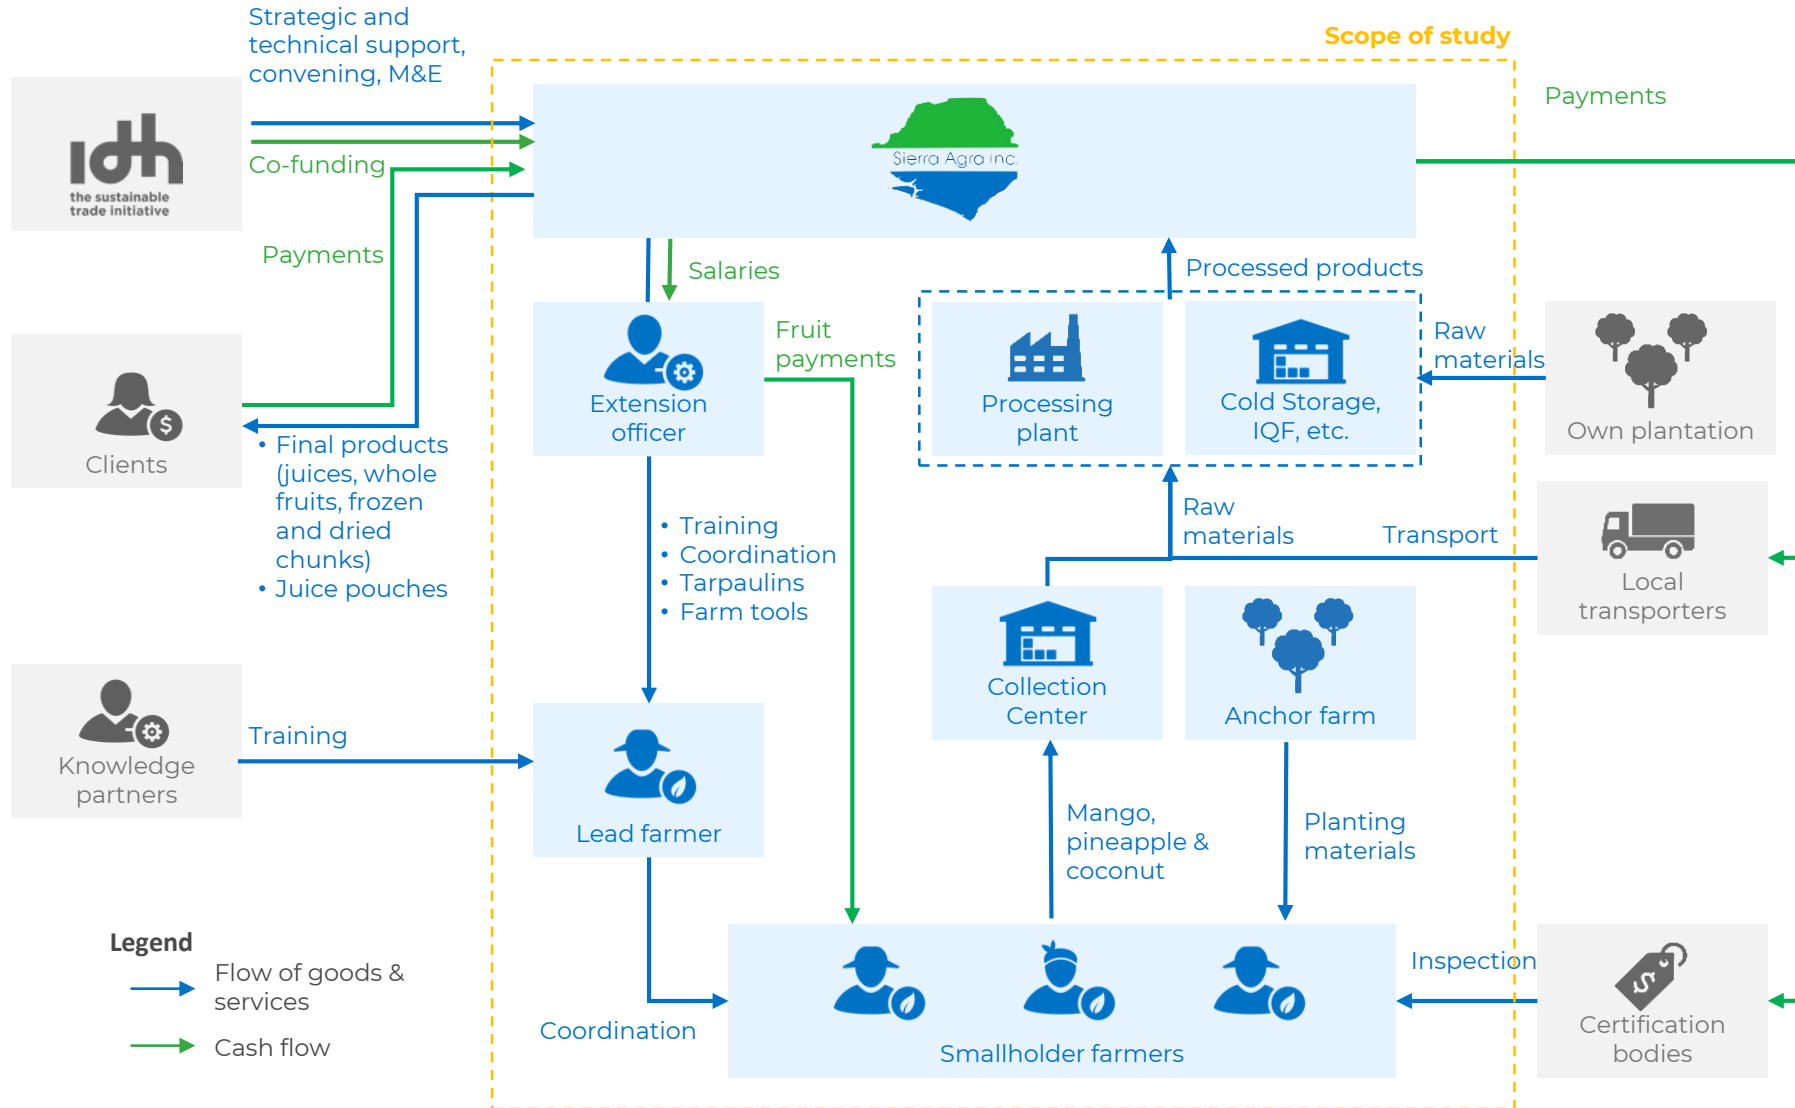 Strategic and
technical support,
convening, M&E
Scope of study
idh
the sustainable
trade initiative
Co-funding
Payments
Sierra Agra Inc.
Payments
Salaries
Processed products
Clients
• Final products
(juices, whole
fruits, frozen
and dried
chunks)
• Juice pouches
Extension
officer
Fruit
payments
Processing
plant
Cold Storage,
IQF, etc.
Raw
materials
Own plantation
• Training
• Coordination
• Tarpaulins
• Farm tools
Raw
materials
Transport
Local
transporters
Collection
Center
Anchor farm
Knowledge
partners
Training
Lead farmer
Mango,
pineapple &
coconut
Planting
materials
Legend
Flow of goods &
services
Cash flow
Coordination
Smallholder farmers
Inspection
Certification
bodies